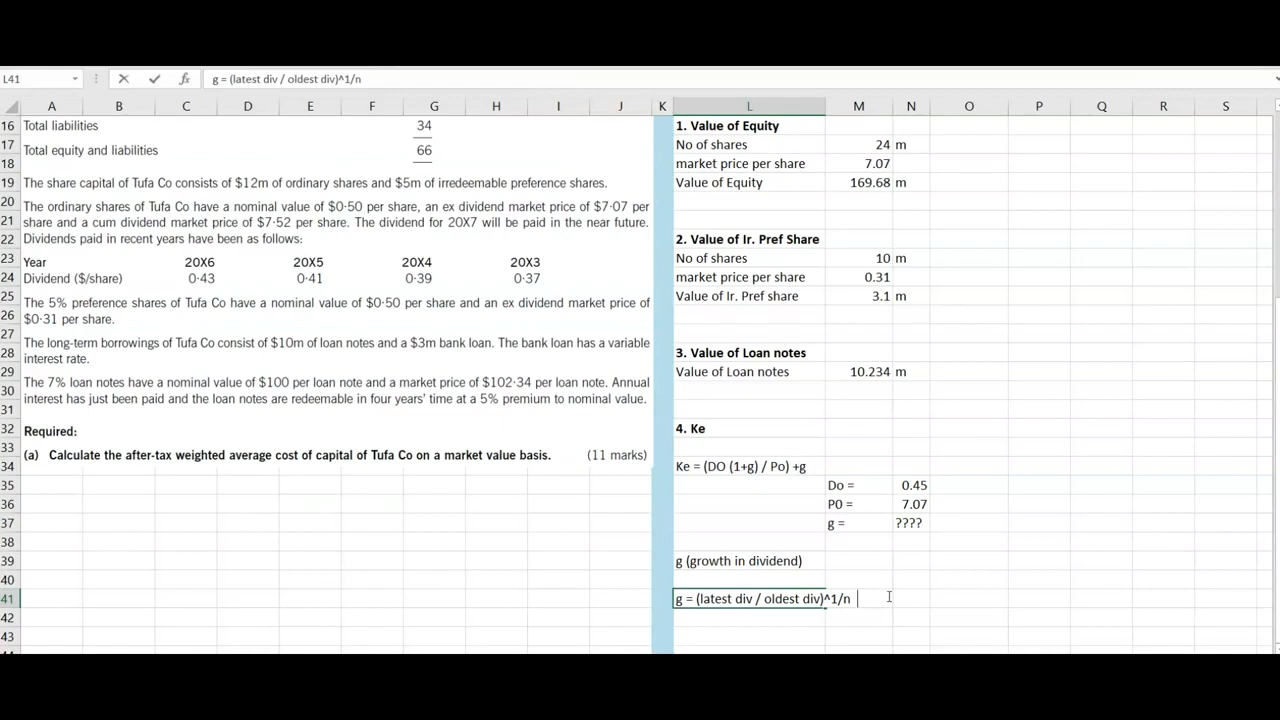 L41 g = (latest div / oldest div)^1/n
A B C D E F G H I J K L M N O P Q R S
16 Total liabilities 34 1. Value of Equity
17 Total equity and liabilities 66 No of shares 24 m
18 market price per share 7.07
19 The share capital of Tufa Co consists of $12m of ordinary shares and $5m of irredeemable preference shares. Value of Equity 169.68 m
20 The ordinary shares of Tufa Co have a nominal value of $0·50 per share, an ex dividend market price of $7·07 per
21 share and a cum dividend market price of $7·52 per share. The dividend for 20X7 will be paid in the near future.
22 Dividends paid in recent years have been as follows: 2. Value of Ir. Pref Share
23 Year 20X6 20X5 20X4 20X3 No of shares 10 m
24 Dividend ($/share) 0·43 0·41 0·39 0·37 market price per share 0.31
25 The 5% preference shares of Tufa Co have a nominal value of $0·50 per share and an ex dividend market price of Value of Ir. Pref share 3.1 m
26 $0·31 per share.
27 The long-term borrowings of Tufa Co consist of $10m of loan notes and a $3m bank loan. The bank loan has a variable
28 interest rate. 3. Value of Loan notes
29 The 7% loan notes have a nominal value of $100 per loan note and a market price of $102·34 per loan note. Annual Value of Loan notes 10.234 m
30 interest has just been paid and the loan notes are redeemable in four years' time at a 5% premium to nominal value.
31
32 Required: 4. Ke
33 (a) Calculate the after-tax weighted average cost of capital of Tufa Co on a market value basis. (11 marks)
34 Ke = (DO (1+g) / Po) +g
35 Do = 0.45
36 P0 = 7.07
37 g = ????
38
39 g (growth in dividend)
40
41 g = (latest div / oldest div)^1/n
42
43